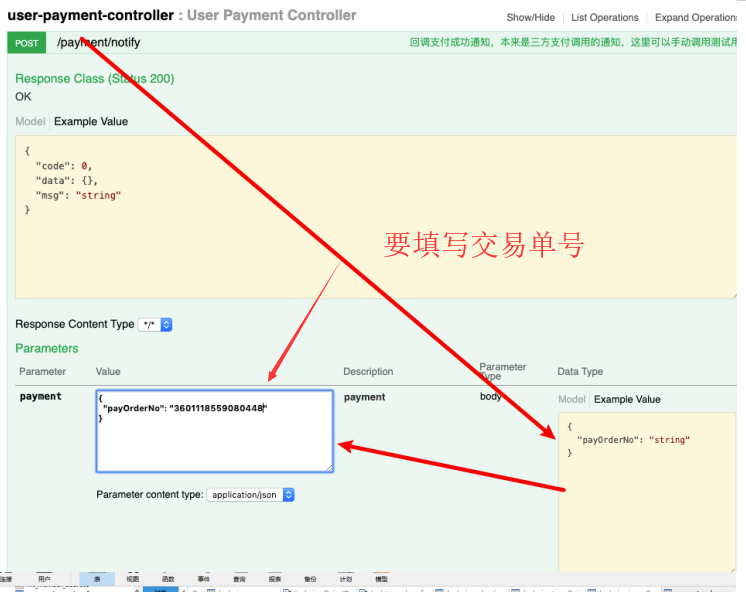 user-payment-controller : User Payment Controller
Show/Hide List Operations Expand Operations
POST /payment/notify 回调支付成功通知，本来是三方支付调用的通知，这里可以手动调用测试用
Response Class (Status 200)
OK
Model Example Value
{
"code": 0,
"data": {},
"msg": "string"
}
要填写交易单号
Response Content Type */*
Parameters
Parameter Value Description Parameter Type Data Type
payment payment body Model Example Value
{
"payOrderNo": "3601118559080448"
}
{
"payOrderNo": "string"
}
Parameter content type: application/json
连接 用户 表 视图 函数 事件 查询 报表 备份 计划 模型